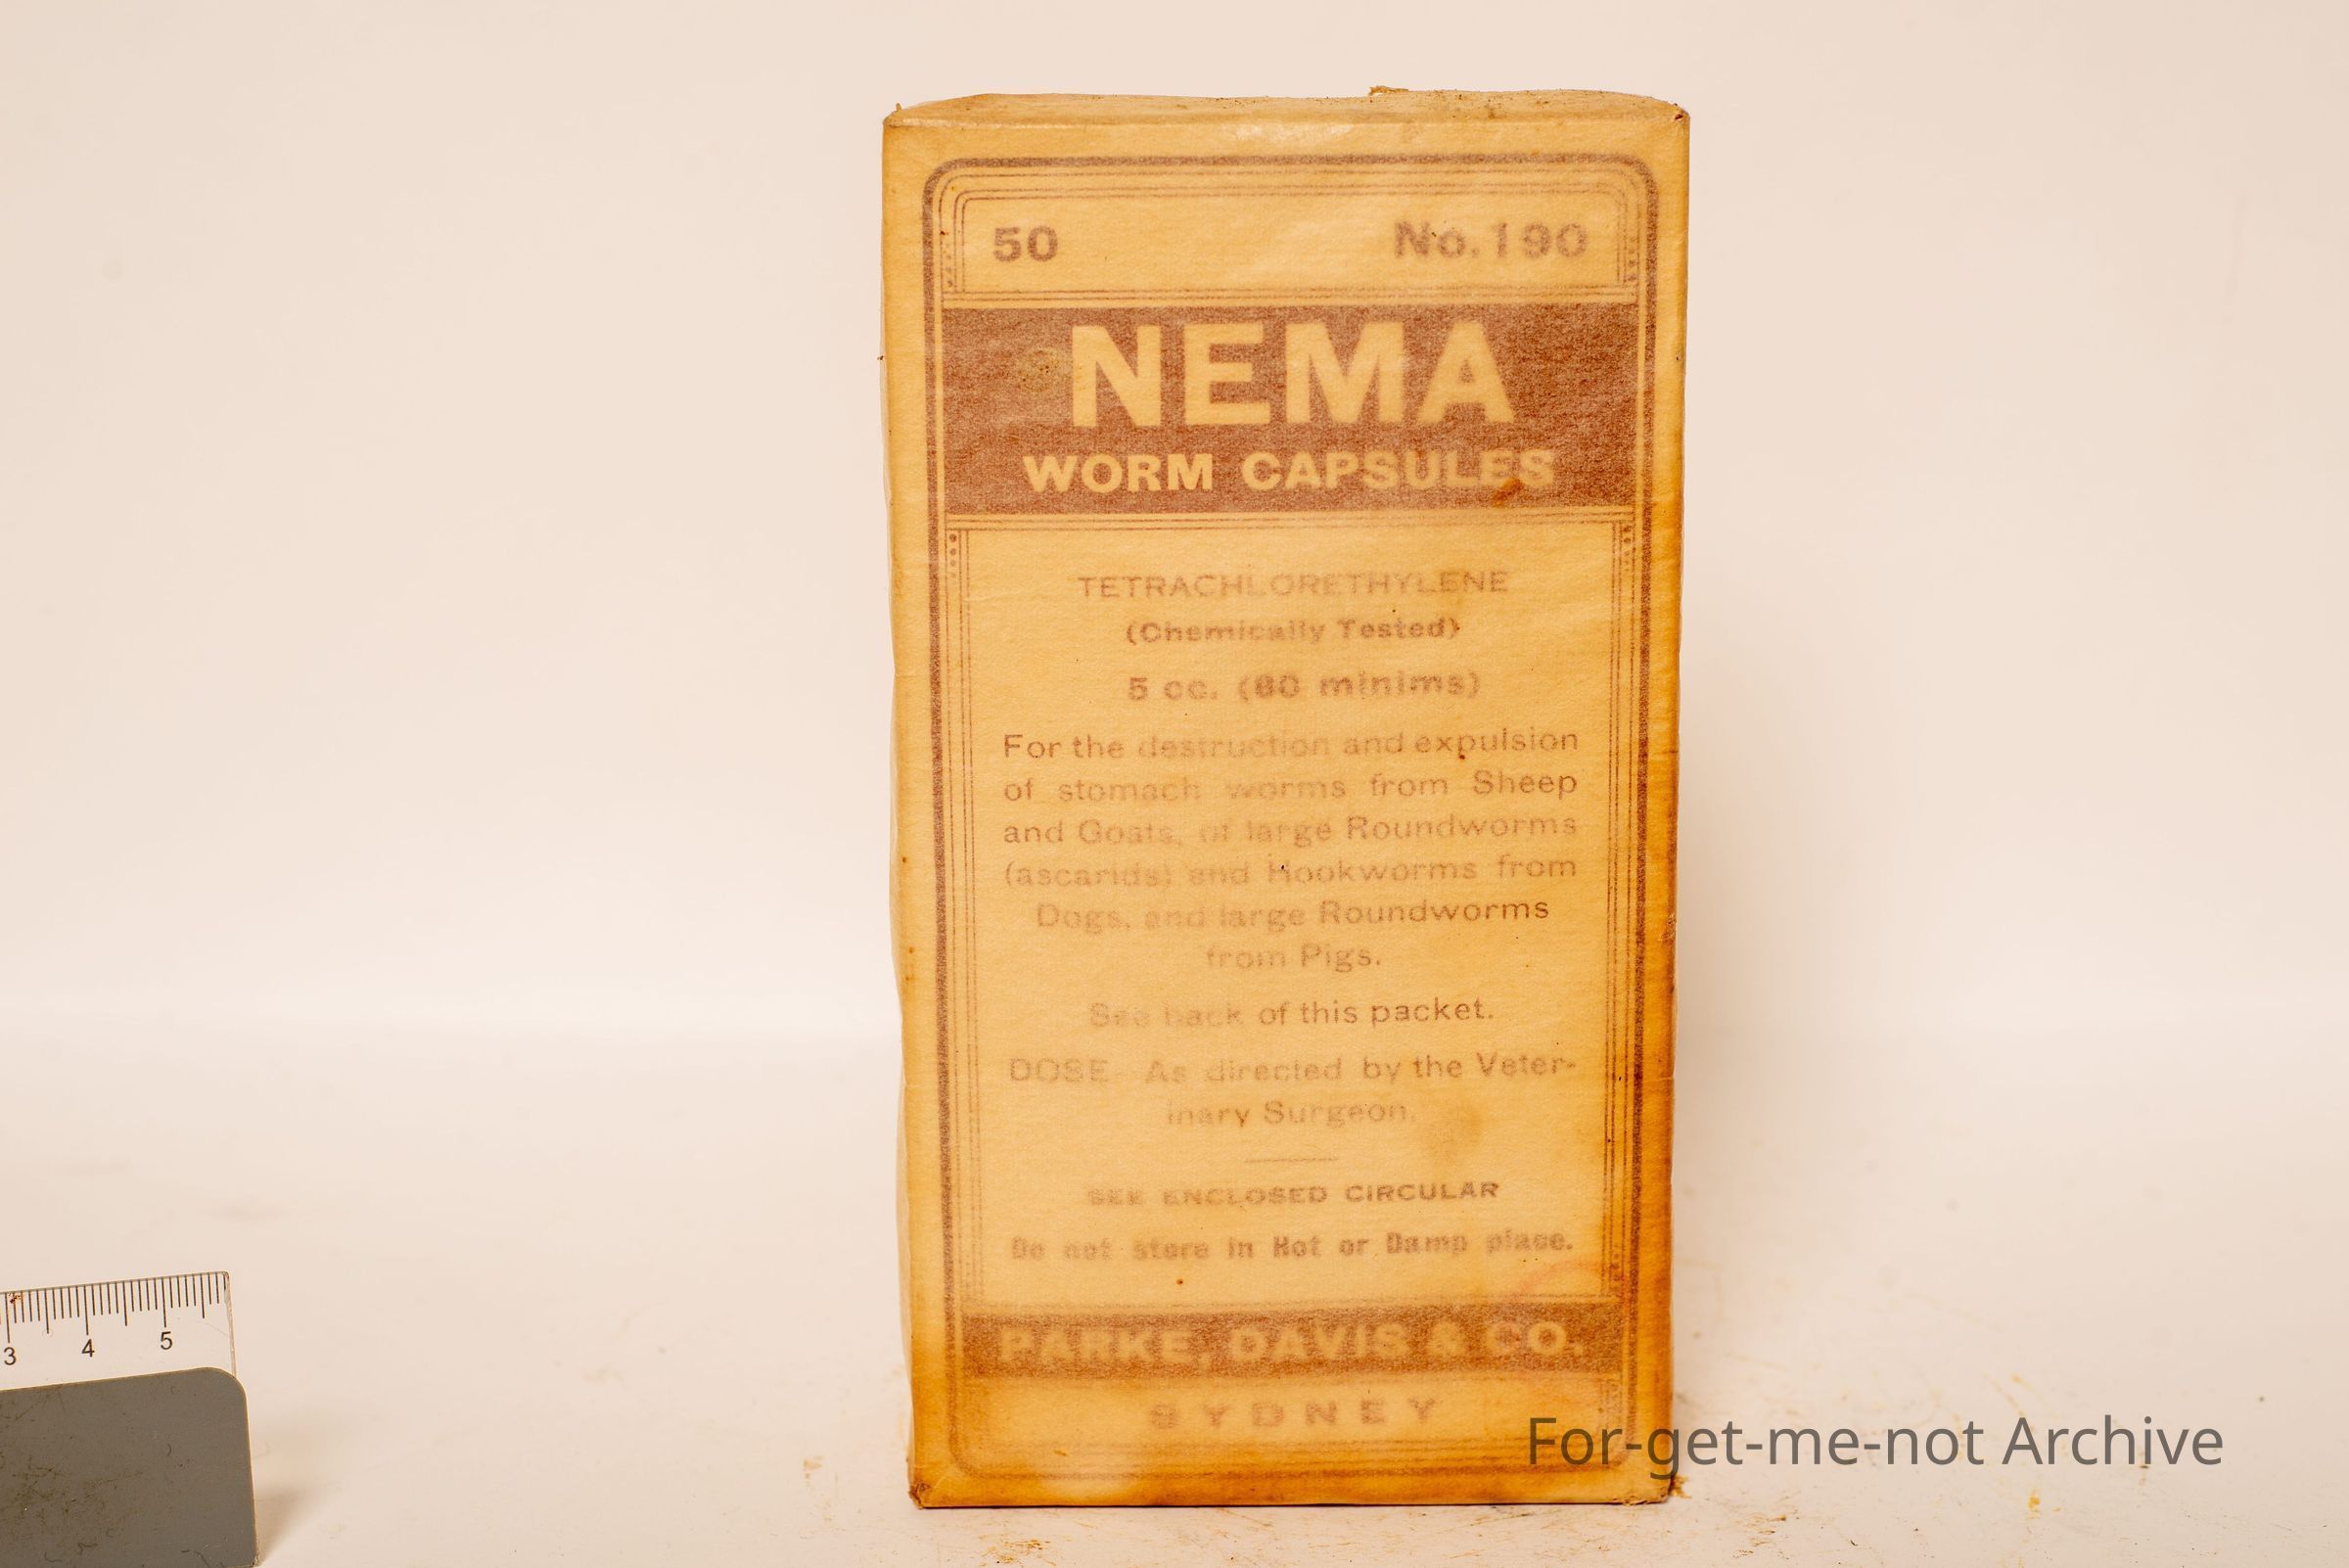 50 No. 190
NEMA
WORM CAPSULES
TETRACHLORETHYLENE
(Chemically Tested)
5 cc. (80 minims)
For the destruction and expulsion
of stomach worms from Sheep
and Goats, of large Roundworms
(ascarids) and Hookworms from
Dogs, and large Roundworms
from Pigs.
See back of this packet.
DOSE—As directed by the Veter-
inary Surgeon.
SEE ENCLOSED CIRCULAR
Do not store in Hot or Damp place.
PARKE, DAVIS & CO.
SYDNEY
3 4 5
For-get-me-not Archive